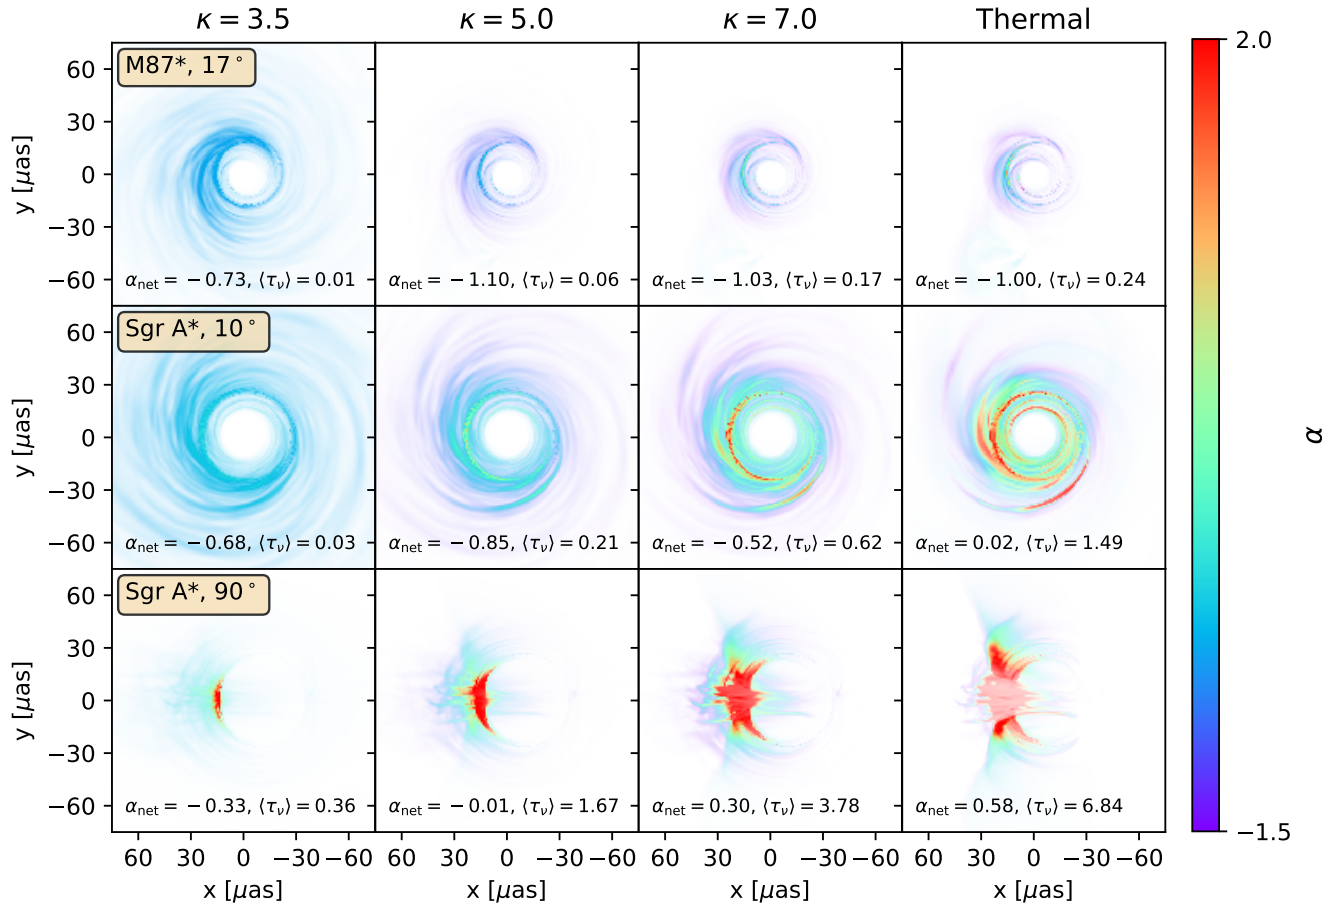 κ = 3.5 κ = 5.0 κ = 7.0 Thermal
2.0
M87*, 17°
60
30
0
−30
−60
y [μas]
α_net = −0.73, ⟨τ_ν⟩ = 0.01
α_net = −1.10, ⟨τ_ν⟩ = 0.06
α_net = −1.03, ⟨τ_ν⟩ = 0.17
α_net = −1.00, ⟨τ_ν⟩ = 0.24
Sgr A*, 10°
60
30
0
−30
−60
y [μas]
α_net = −0.68, ⟨τ_ν⟩ = 0.03
α_net = −0.85, ⟨τ_ν⟩ = 0.21
α_net = −0.52, ⟨τ_ν⟩ = 0.62
α_net = 0.02, ⟨τ_ν⟩ = 1.49
α
Sgr A*, 90°
60
30
0
−30
−60
y [μas]
α_net = −0.33, ⟨τ_ν⟩ = 0.36
α_net = −0.01, ⟨τ_ν⟩ = 1.67
α_net = 0.30, ⟨τ_ν⟩ = 3.78
α_net = 0.58, ⟨τ_ν⟩ = 6.84
−1.5
60 30 0 −30 −60 60 30 0 −30 −60 60 30 0 −30 −60 60 30 0 −30 −60
x [μas] x [μas] x [μas] x [μas]